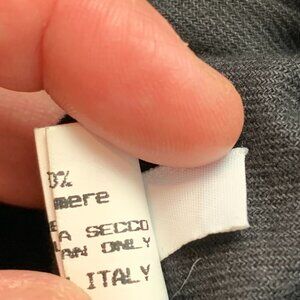 0%
mere
A SECCO
AN ONLY
ITALY